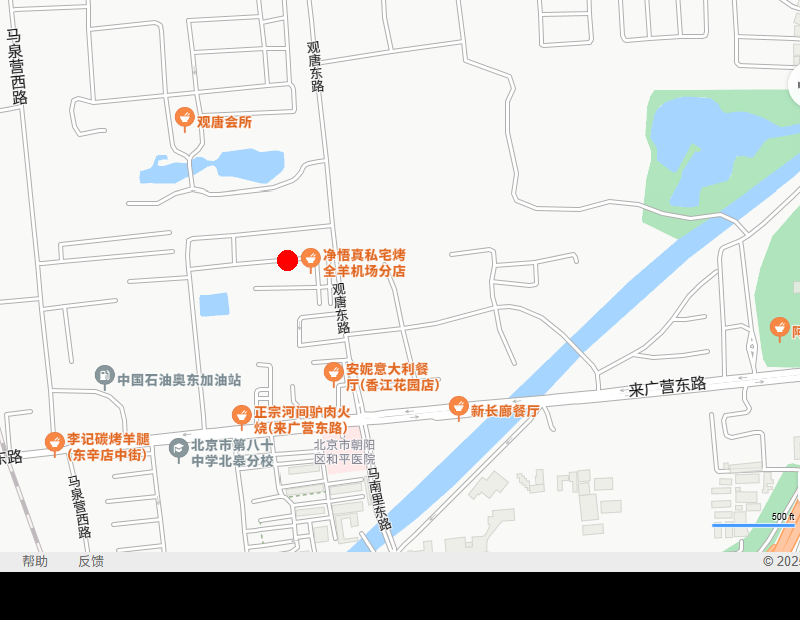 马泉营西路
观唐东路
观唐会所
净悟真私宅烤
全羊机场分店
观唐东路
安妮意大利餐
厅(香江花园店)
中国石油奥东加油站
来广营东路
新长廊餐厅
正宗河间驴肉火
烧(来广营东路)
李记碳烤羊腿
(东辛店中街)
北京市第八十
中学北皋分校
北京市朝阳
区和平医院
东路
马泉营西路
马南里东路
500 ft
帮助
反馈